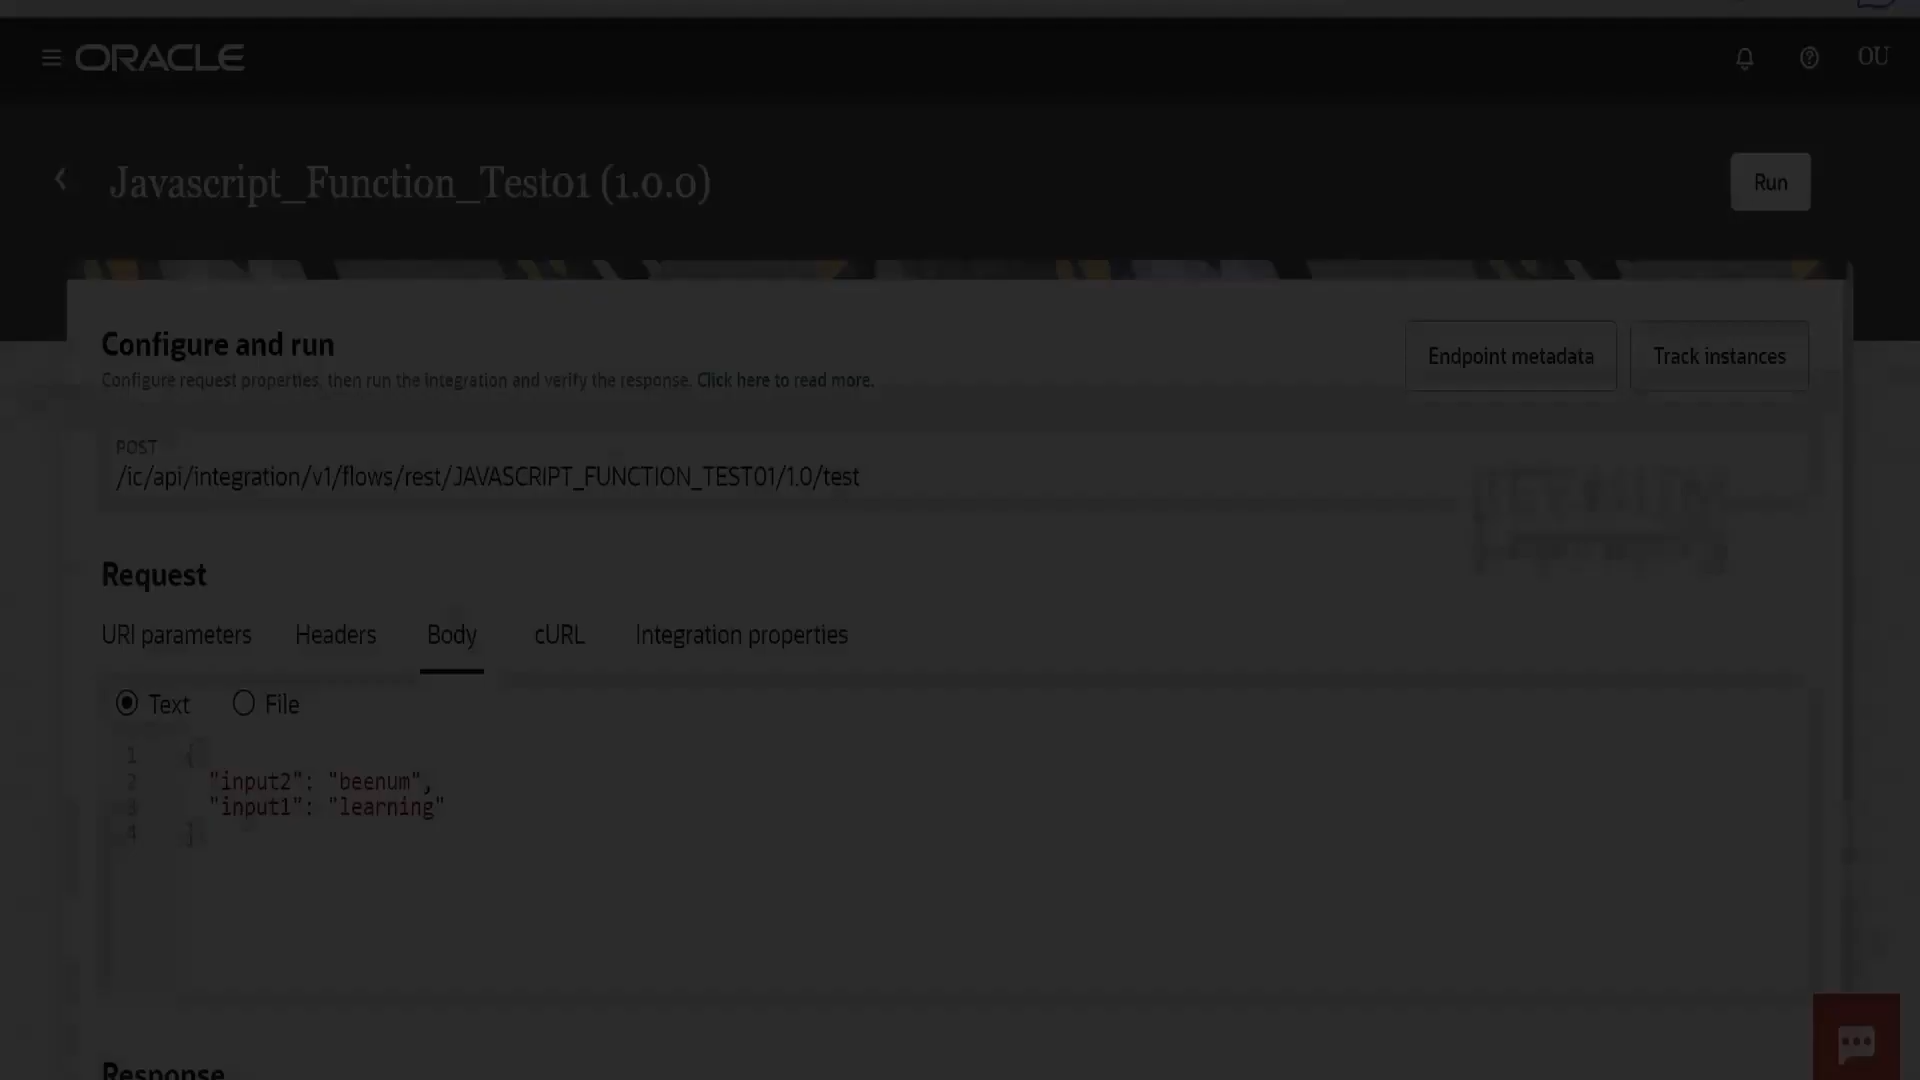 ORACLE
OU
Javascript_Function_Test01 (1.0.0)
Run
Configure and run
Configure request properties, then run the integration and verify the response. Click here to read more.
Endpoint metadata
Track instances
POST
/ic/api/integration/v1/flows/rest/JAVASCRIPT_FUNCTION_TEST01/1.0/test
Request
URI parameters Headers Body cURL Integration properties
Text File
1 {
2 "input2": "beenum",
3 "input1": "learning"
4 }
Response